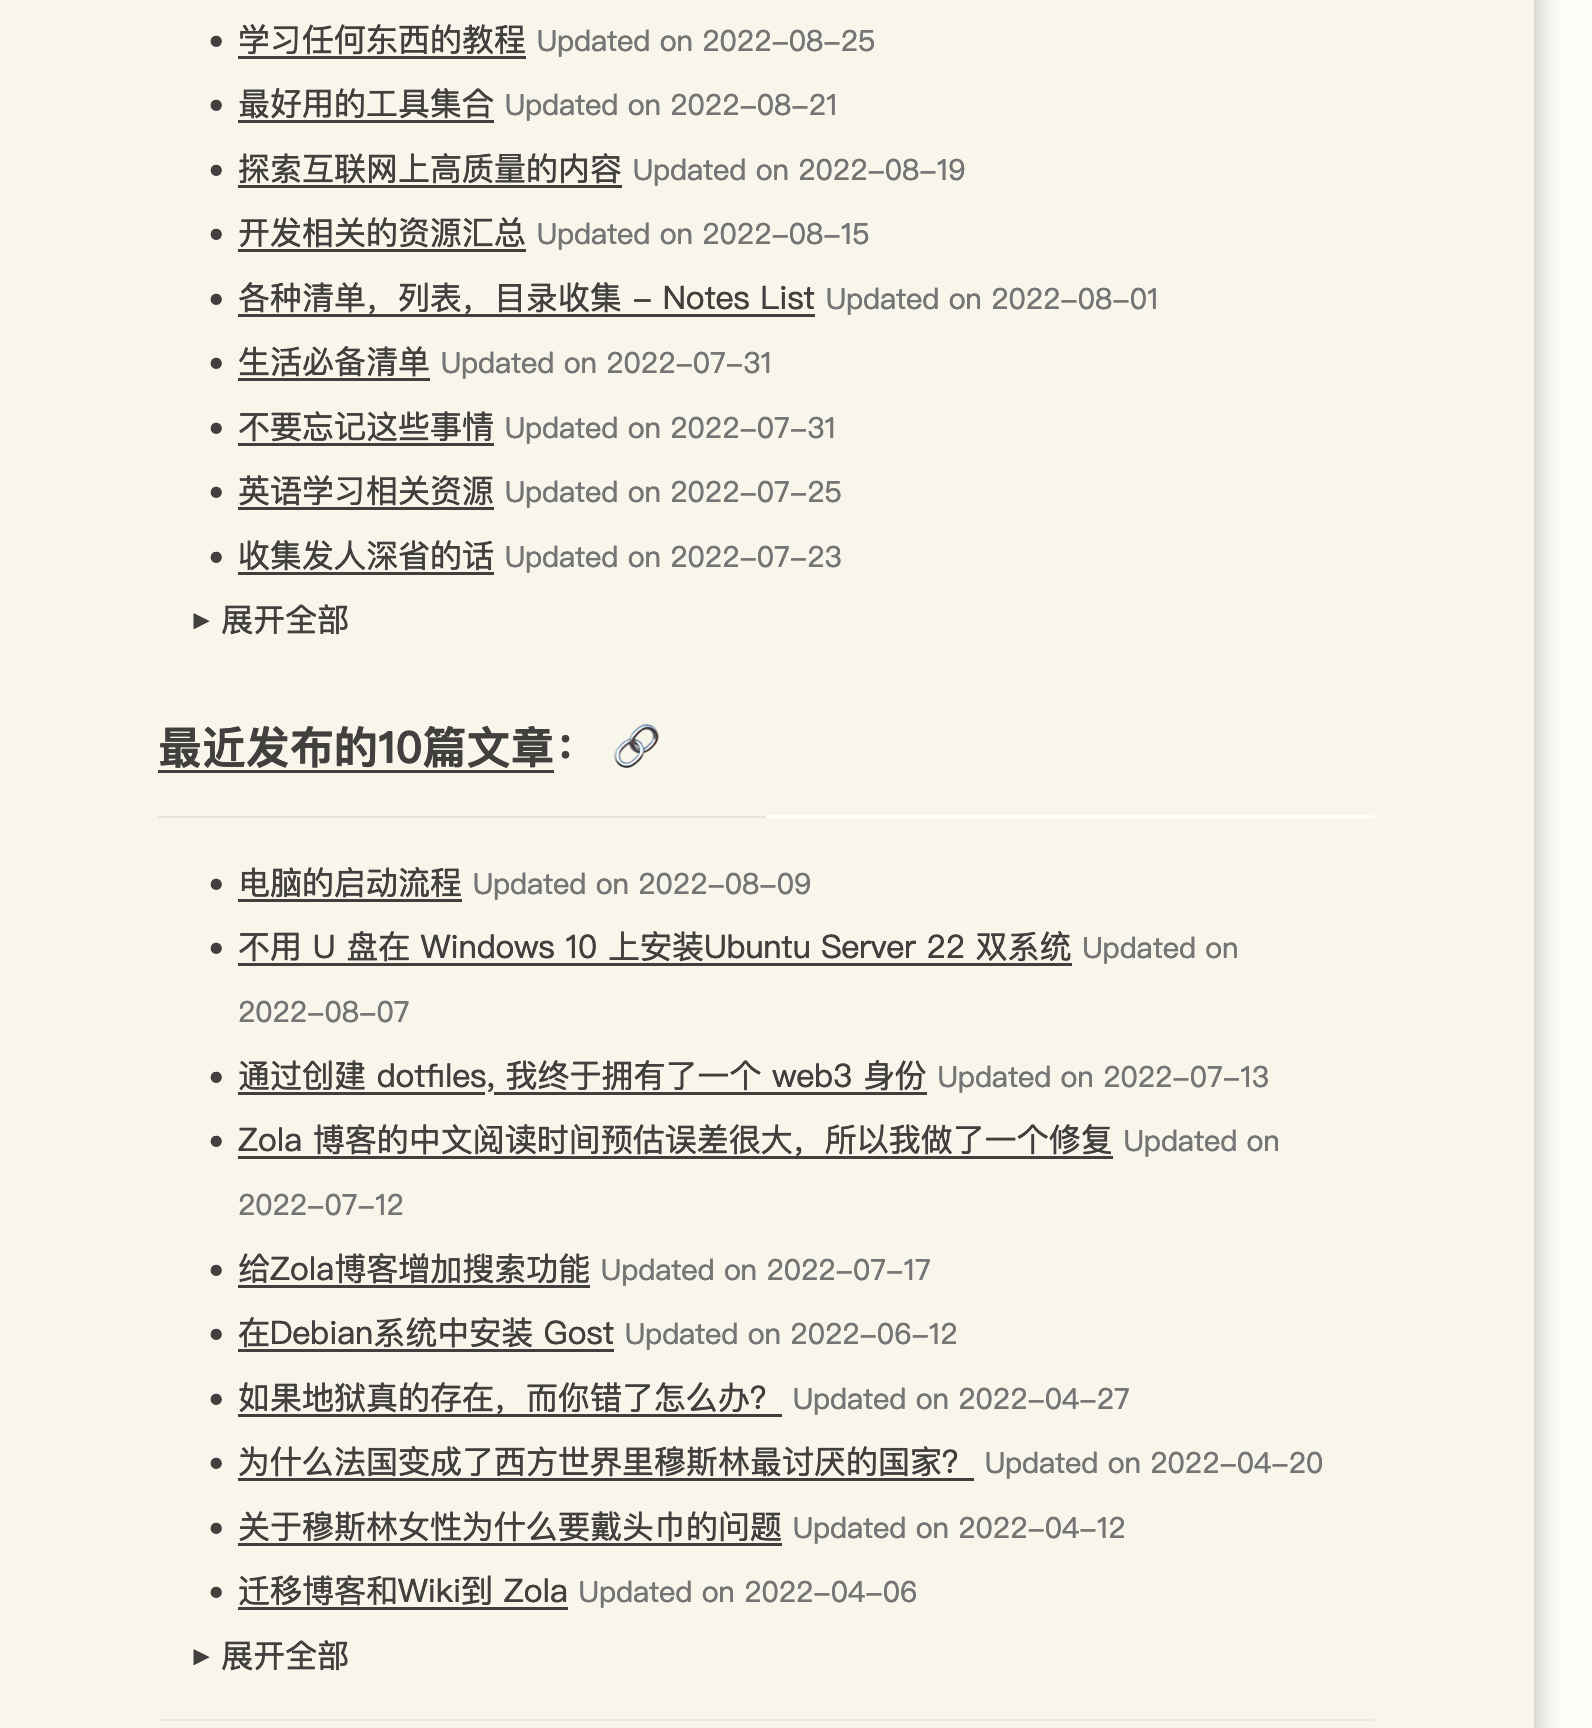 学习任何东西的教程 Updated on 2022-08-25
最好用的工具集合 Updated on 2022-08-21
探索互联网上高质量的内容 Updated on 2022-08-19
开发相关的资源汇总 Updated on 2022-08-15
各种清单，列表，目录收集 - Notes List Updated on 2022-08-01
生活必备清单 Updated on 2022-07-31
不要忘记这些事情 Updated on 2022-07-31
英语学习相关资源 Updated on 2022-07-25
收集发人深省的话 Updated on 2022-07-23
展开全部
最近发布的10篇文章：
电脑的启动流程 Updated on 2022-08-09
不用 U 盘在 Windows 10 上安装Ubuntu Server 22 双系统 Updated on
2022-08-07
通过创建 dotfiles, 我终于拥有了一个 web3 身份 Updated on 2022-07-13
Zola 博客的中文阅读时间预估误差很大，所以我做了一个修复 Updated on
2022-07-12
给Zola博客增加搜索功能 Updated on 2022-07-17
在Debian系统中安装 Gost Updated on 2022-06-12
如果地狱真的存在，而你错了怎么办？ Updated on 2022-04-27
为什么法国变成了西方世界里穆斯林最讨厌的国家？ Updated on 2022-04-20
关于穆斯林女性为什么要戴头巾的问题 Updated on 2022-04-12
迁移博客和Wiki到 Zola Updated on 2022-04-06
展开全部